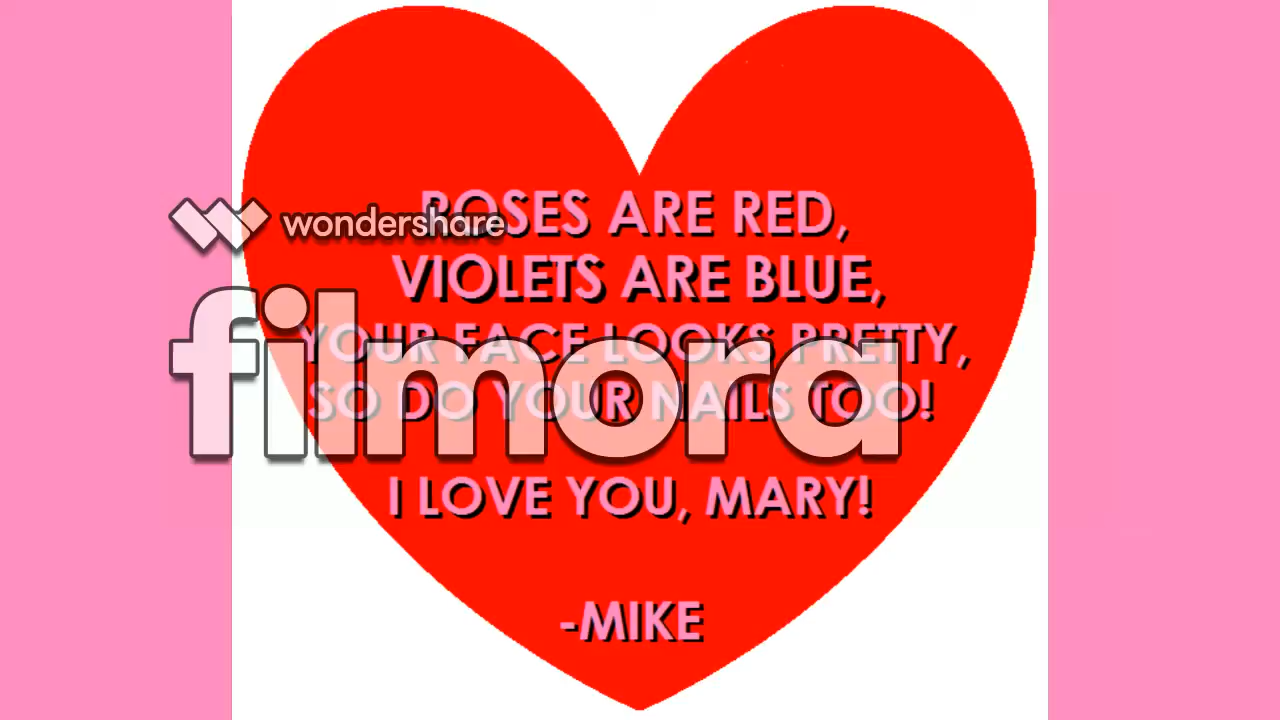 ROSES ARE RED,
wondershare
VIOLETS ARE BLUE,
filmora
YOUR FACE LOOKS PRETTY,
SO DO YOUR NAILS TOO!
I LOVE YOU, MARY!
-MIKE